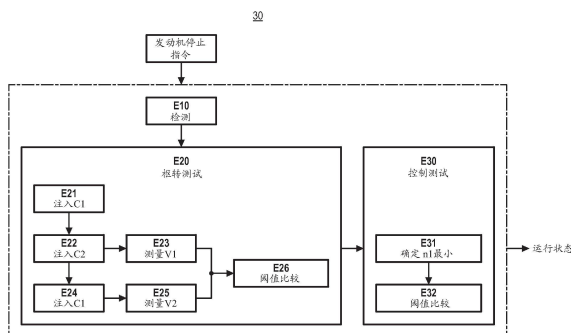 30
发动机停止
指令
E10
检测
E20
枢转测试
E21
注入C1
E22
注入C2
E23
测量V1
E24
注入C1
E25
测量V2
E26
阈值比较
E30
控制测试
E31
确定 n1最小
E32
阈值比较
运行状态